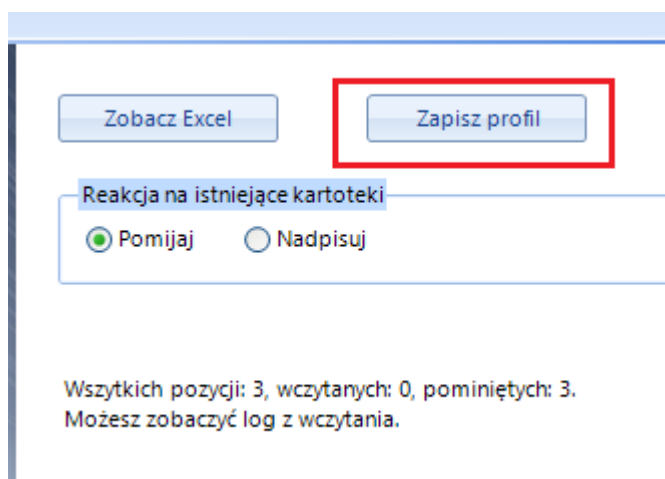 Zobacz Excel Zapisz profil
Reakcja na istniejące kartoteki
Pomijaj Nadpisuj
Wszytkich pozycji: 3, wczytanych: 0, pominiętych: 3.
Możesz zobaczyć log z wczytania.